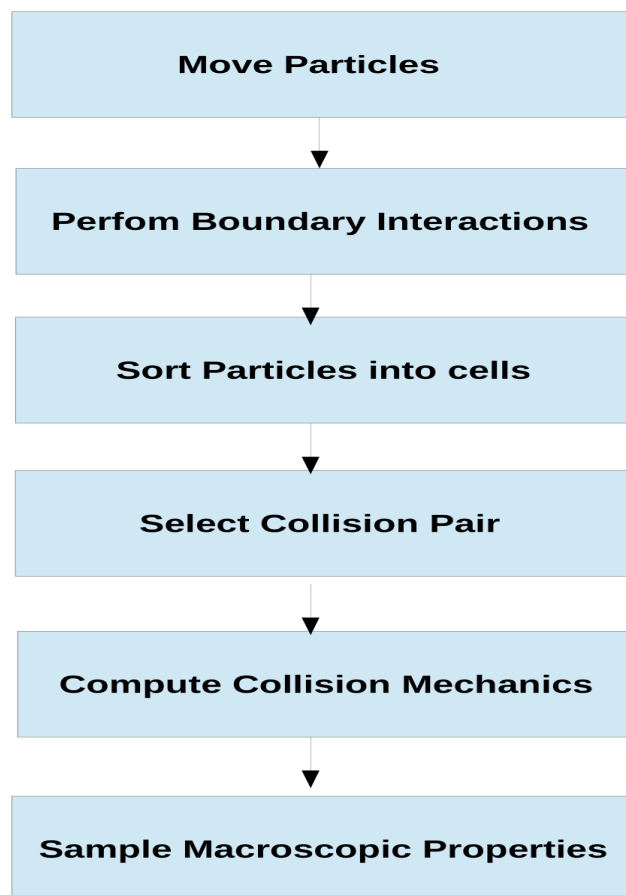 Move Particles
Perfom Boundary Interactions
Sort Particles into cells
Select Collision Pair
Compute Collision Mechanics
Sample Macroscopic Properties